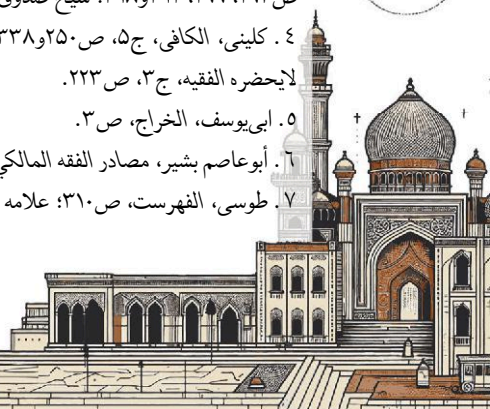 ۴. کلینی، الکافی، ج۵، ص۲۵۰و۳۳۸
لایحضره الفقیه، ج۳، ص۲۲۳.
۵. ابی‌یوسف، الخراج، ص۳.
۶. أبوعاصم بشیر، مصادر الفقه المالکي
۷. طوسی، الفهرست، ص۳۱۰؛ علامه